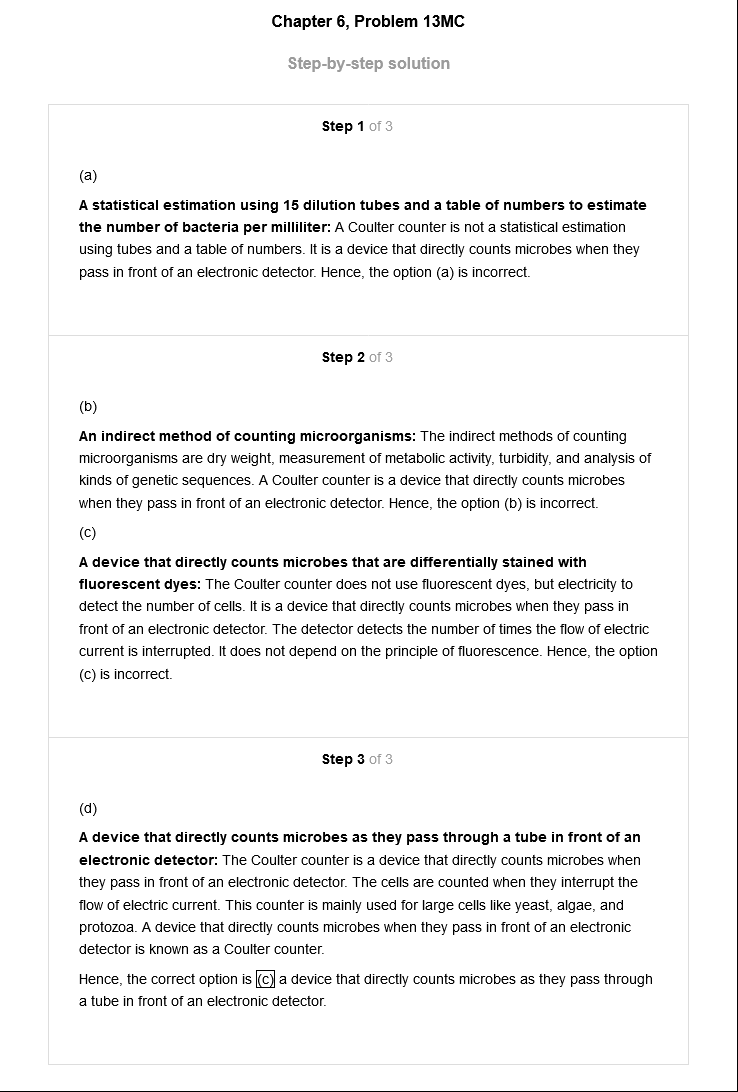 Chapter 6, Problem 13MC
Step-by-step solution
Step 1 of 3
(a)
A statistical estimation using 15 dilution tubes and a table of numbers to estimate
the number of bacteria per milliliter: A Coulter counter is not a statistical estimation
using tubes and a table of numbers. It is a device that directly counts microbes when they
pass in front of an electronic detector. Hence, the option (a) is incorrect.
Step 2 of 3
(b)
An indirect method of counting microorganisms: The indirect methods of counting
microorganisms are dry weight, measurement of metabolic activity, turbidity, and analysis of
kinds of genetic sequences. A Coulter counter is a device that directly counts microbes
when they pass in front of an electronic detector. Hence, the option (b) is incorrect.
(c)
A device that directly counts microbes that are differentially stained with
fluorescent dyes: The Coulter counter does not use fluorescent dyes, but electricity to
detect the number of cells. It is a device that directly counts microbes when they pass in
front of an electronic detector. The detector detects the number of times the flow of electric
current is interrupted. It does not depend on the principle of fluorescence. Hence, the option
(c) is incorrect.
Step 3 of 3
(d)
A device that directly counts microbes as they pass through a tube in front of an
electronic detector: The Coulter counter is a device that directly counts microbes when
they pass in front of an electronic detector. The cells are counted when they interrupt the
flow of electric current. This counter is mainly used for large cells like yeast, algae, and
protozoa. A device that directly counts microbes when they pass in front of an electronic
detector is known as a Coulter counter.
Hence, the correct option is (c) a device that directly counts microbes as they pass through
a tube in front of an electronic detector.